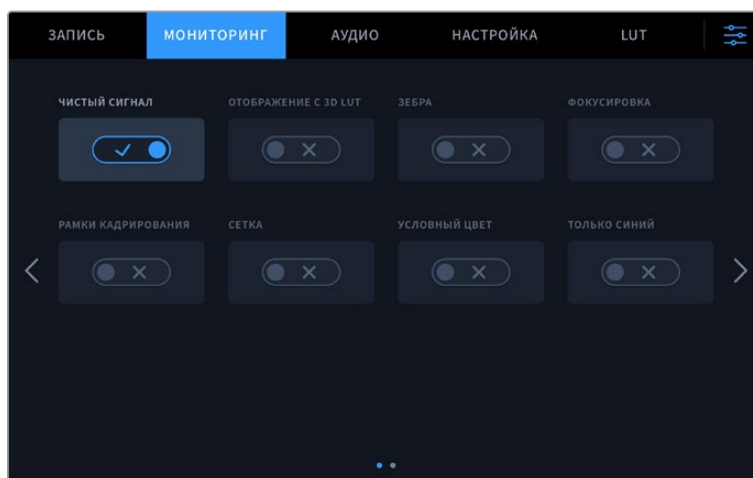 ЗАПИСЬ МОНИТОРИНГ АУДИО НАСТРОЙКА LUT
ЧИСТЫЙ СИГНАЛ ОТОБРАЖЕНИЕ С 3D LUT ЗЕБРА ФОКУСИРОВКА
РАМКИ КАДРИРОВАНИЯ СЕТКА УСЛОВНЫЙ ЦВЕТ ТОЛЬКО СИНИЙ